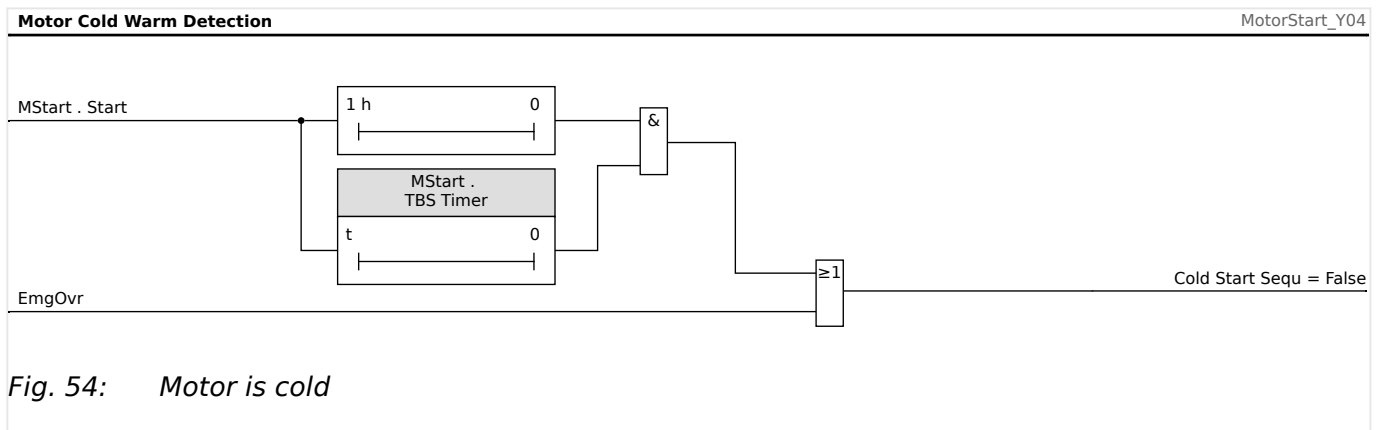 Motor Cold Warm Detection
MotorStart_Y04
MStart . Start
1 h
0
&
MStart .
TBS Timer
t
0
≥1
Cold Start Sequ = False
EmgOvr
Fig. 54: Motor is cold